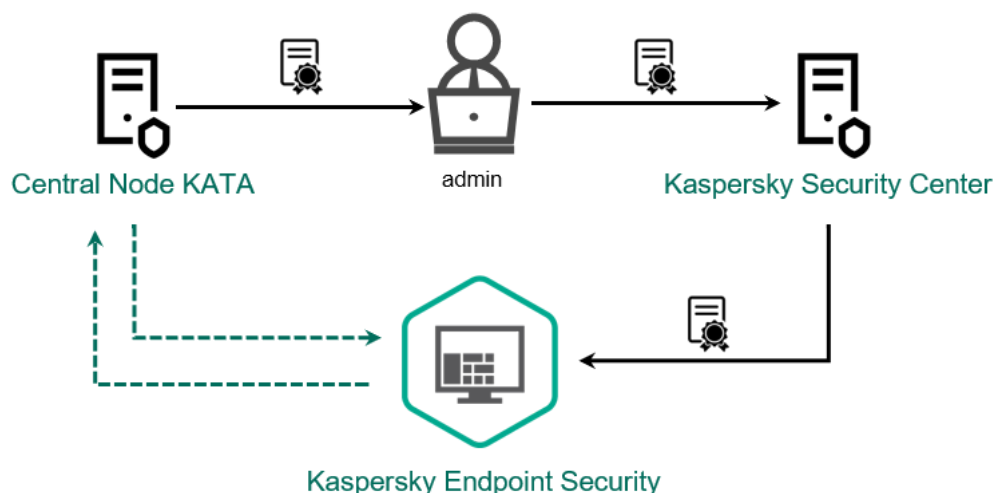 Central Node KATA
admin
Kaspersky Security Center
Kaspersky Endpoint Security